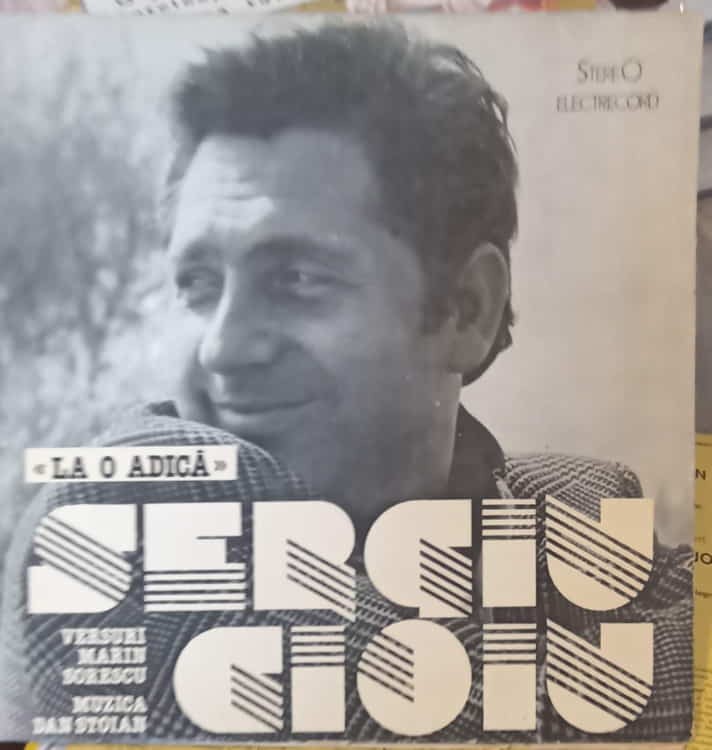 STEREO
ELECTRECORD
«LA O ADICĂ»
SERGIU
CIOIU
VERSURI
MARIN
SORESCU
MUZICA
DAN STOIAN